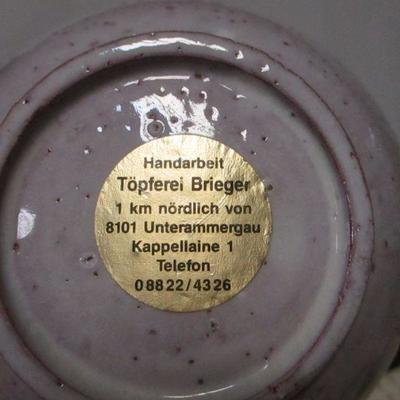 Handarbeit
Töpferei Brieger
1 km nördlich von
8101 Unterammergau
Kappellaine 1
Telefon
08822/4326